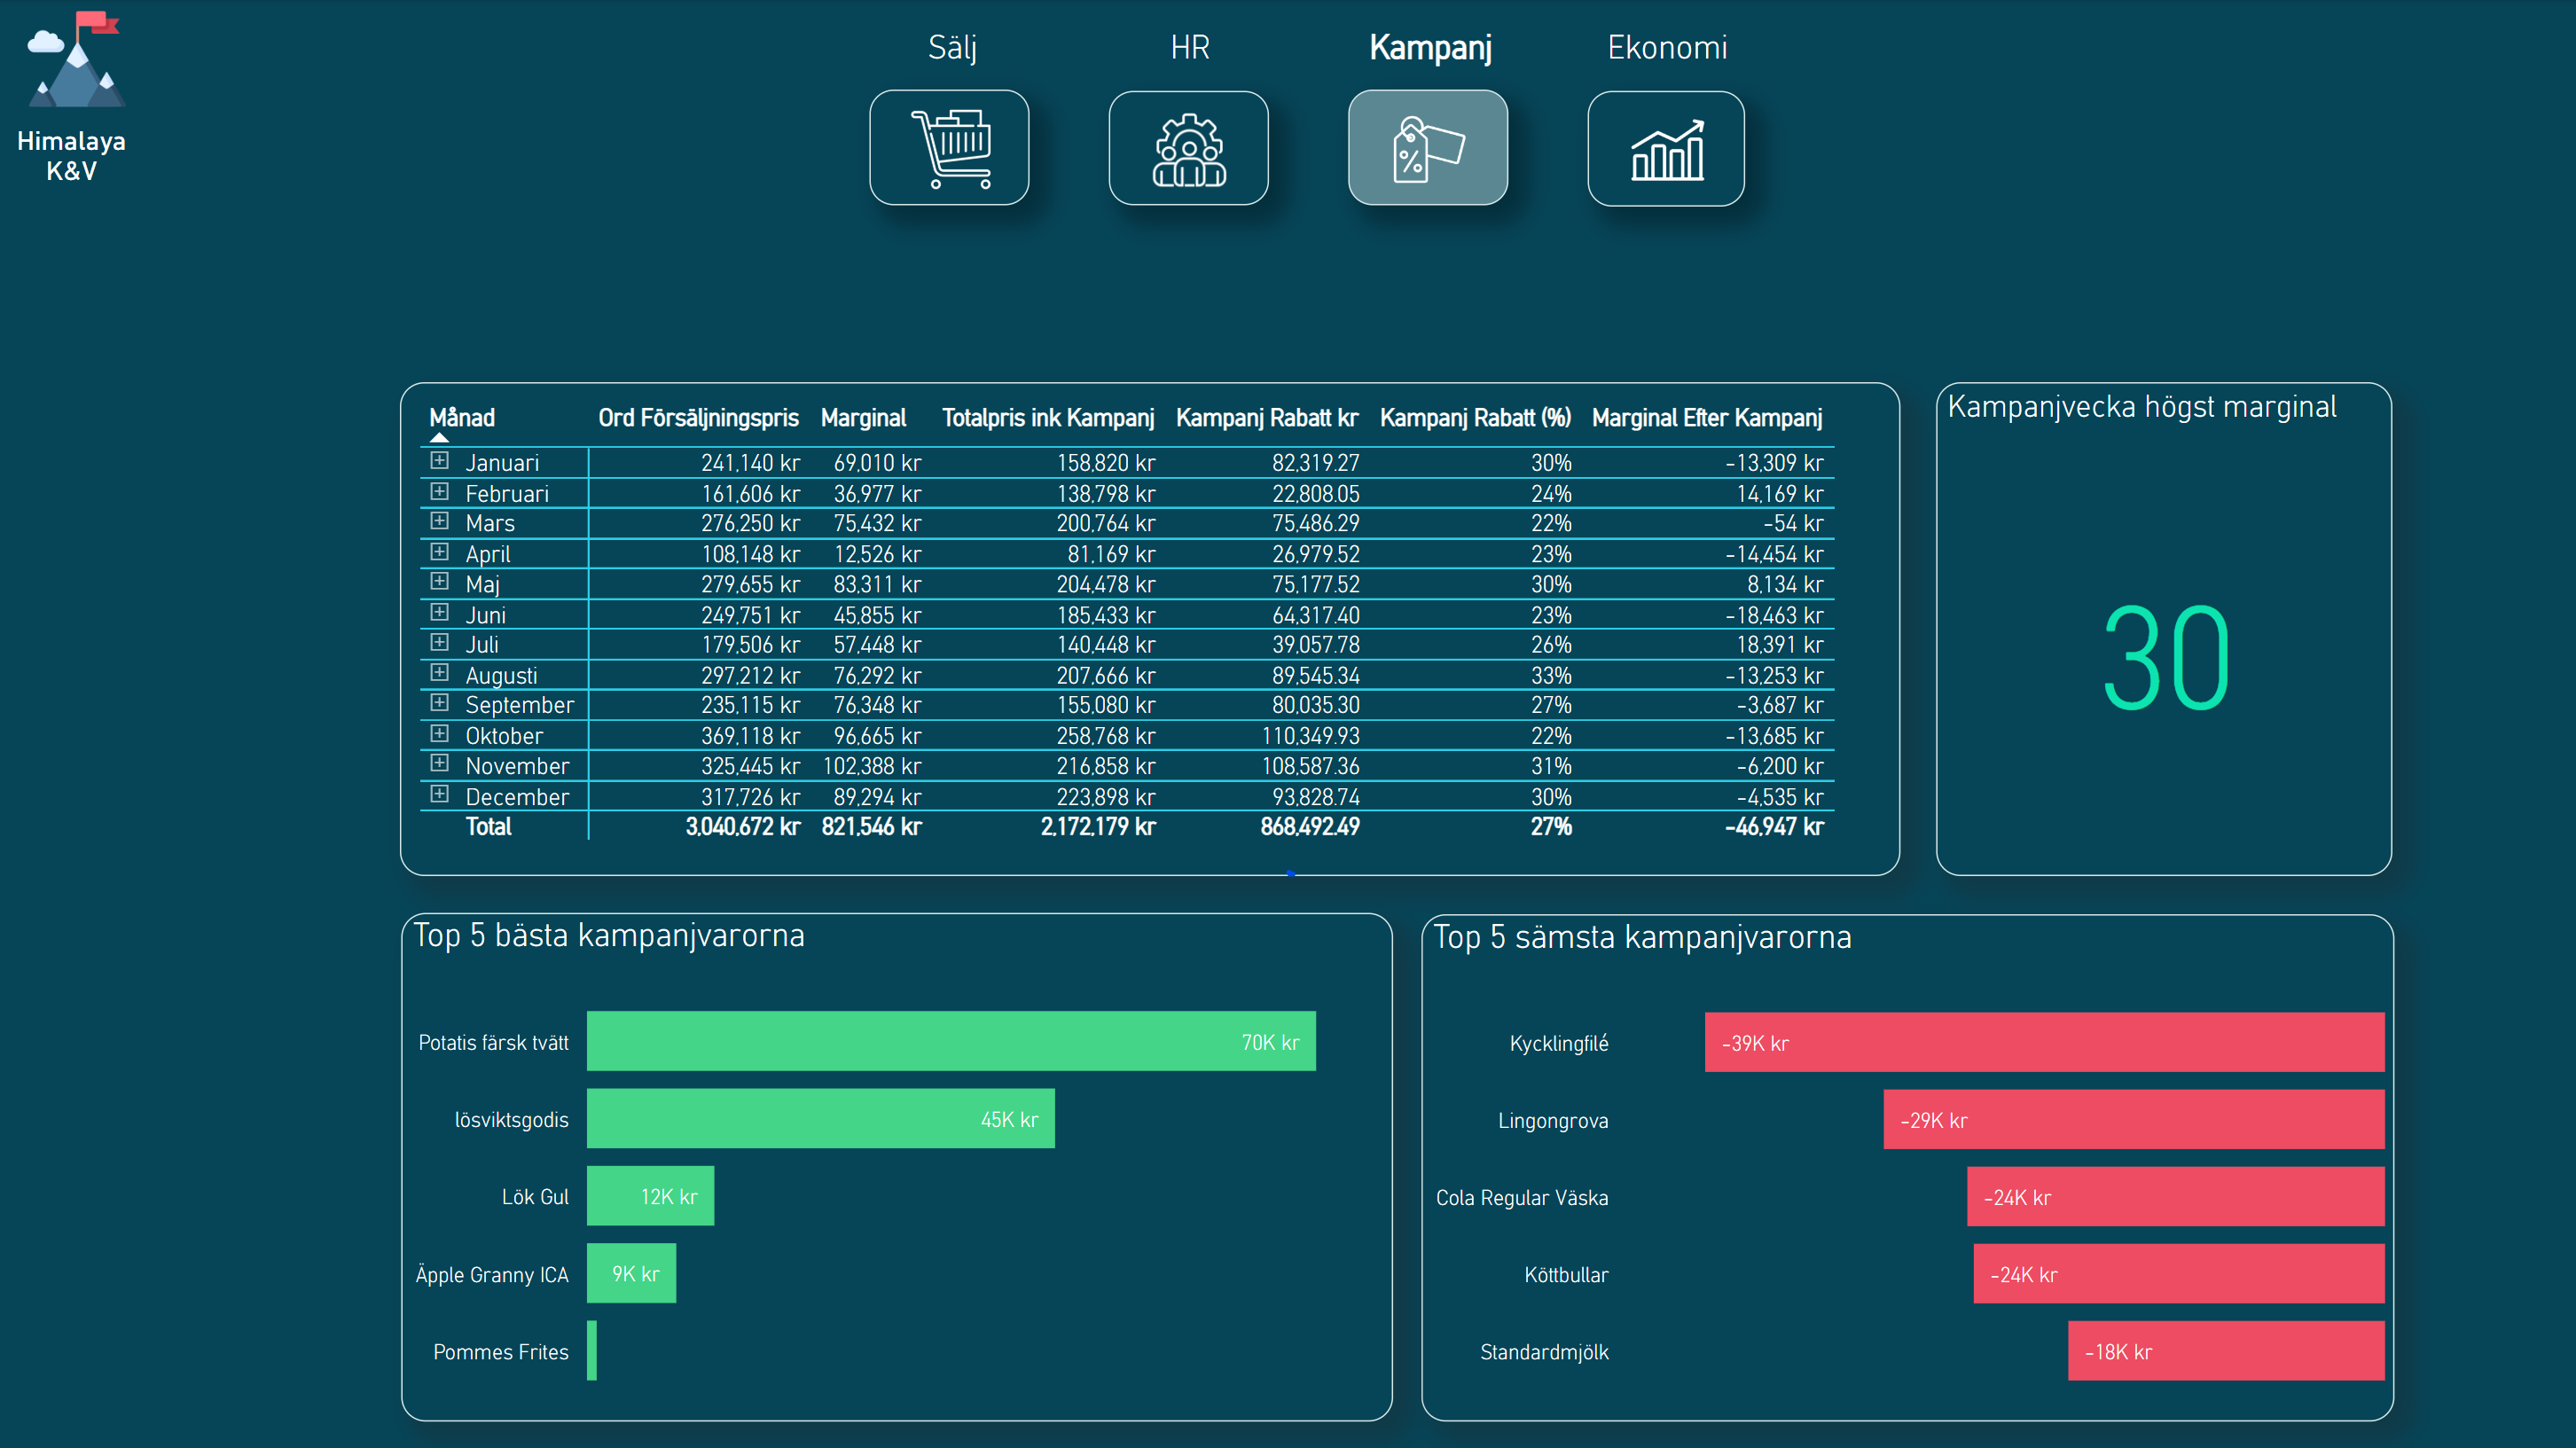 Himalaya
K&V
Sälj
HR
Kampanj
Ekonomi
%
Månad Ord Försäljningspris Marginal Totalpris ink Kampanj Kampanj Rabatt kr Kampanj Rabatt (%) Marginal Efter Kampanj
Januari 241,140 kr 69,010 kr 158,820 kr 82,319.27 30% -13,309 kr
Februari 161,606 kr 36,977 kr 138,798 kr 22,808.05 24% 14,169 kr
Mars 276,250 kr 75,432 kr 200,764 kr 75,486.29 22% -54 kr
April 108,148 kr 12,526 kr 81,169 kr 26,979.52 23% -14,454 kr
Maj 279,655 kr 83,311 kr 204,478 kr 75,177.52 30% 8,134 kr
Juni 249,751 kr 45,855 kr 185,433 kr 64,317.40 23% -18,463 kr
Juli 179,506 kr 57,448 kr 140,448 kr 39,057.78 26% 18,391 kr
Augusti 297,212 kr 76,292 kr 207,666 kr 89,545.34 33% -13,253 kr
September 235,115 kr 76,348 kr 155,080 kr 80,035.30 27% -3,687 kr
Oktober 369,118 kr 96,665 kr 258,768 kr 110,349.93 22% -13,685 kr
November 325,445 kr 102,388 kr 216,858 kr 108,587.36 31% -6,200 kr
December 317,726 kr 89,294 kr 223,898 kr 93,828.74 30% -4,535 kr
Total 3,040,672 kr 821,546 kr 2,172,179 kr 868,492.49 27% -46,947 kr
Kampanjvecka högst marginal
30
Top 5 bästa kampanjvarorna
Potatis färsk tvätt 70K kr
lösviktsgodis 45K kr
Lök Gul 12K kr
Äpple Granny ICA 9K kr
Pommes Frites
Top 5 sämsta kampanjvarorna
Kycklingfilé -39K kr
Lingongrova -29K kr
Cola Regular Väska -24K kr
Köttbullar -24K kr
Standardmjölk -18K kr